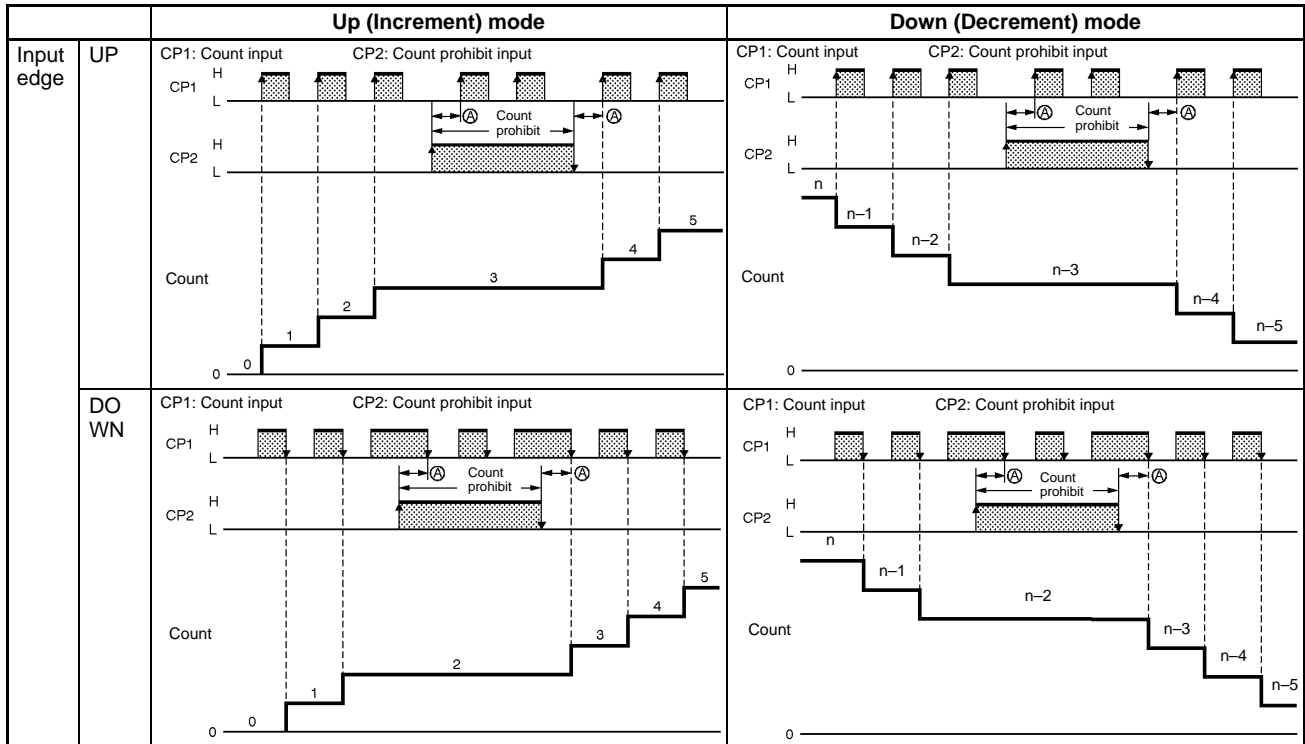 Up (Increment) mode
Down (Decrement) mode
Input edge
UP
CP1: Count input CP2: Count prohibit input
CP1 H
L
Ⓐ Count prohibit Ⓐ
CP2 H
L
Count
0
0
1
2
3
4
5
CP1: Count input CP2: Count prohibit input
CP1 H
L
Ⓐ Count prohibit Ⓐ
CP2 H
L
Count
n
n–1
n–2
n–3
n–4
n–5
0
DO
WN
CP1: Count input CP2: Count prohibit input
CP1 H
L
Ⓐ Count prohibit Ⓐ
CP2 H
L
Count
0
0
1
2
3
4
5
CP1: Count input CP2: Count prohibit input
CP1 H
L
Ⓐ Count prohibit Ⓐ
CP2 H
L
Count
n
n–1
n–2
n–3
n–4
n–5
0